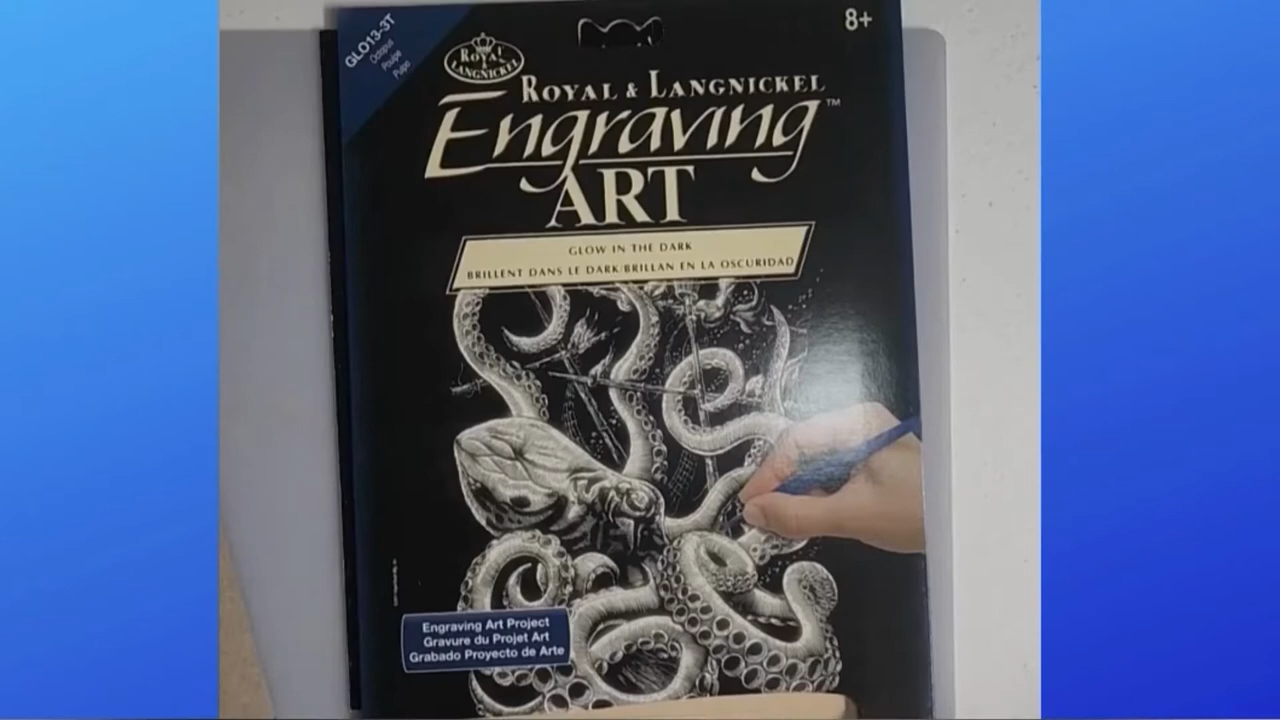 GLO13-3T
Octopus
Poulpe
Pulpo
8+
ROYAL
&
LANGNICKEL
ROYAL & LANGNICKEL
Engraving™
ART
GLOW IN THE DARK
BRILLENT DANS LE DARK/BRILLAN EN LA OSCURIDAD
Engraving Art Project
Gravure du Projet Art
Grabado Proyecto de Arte